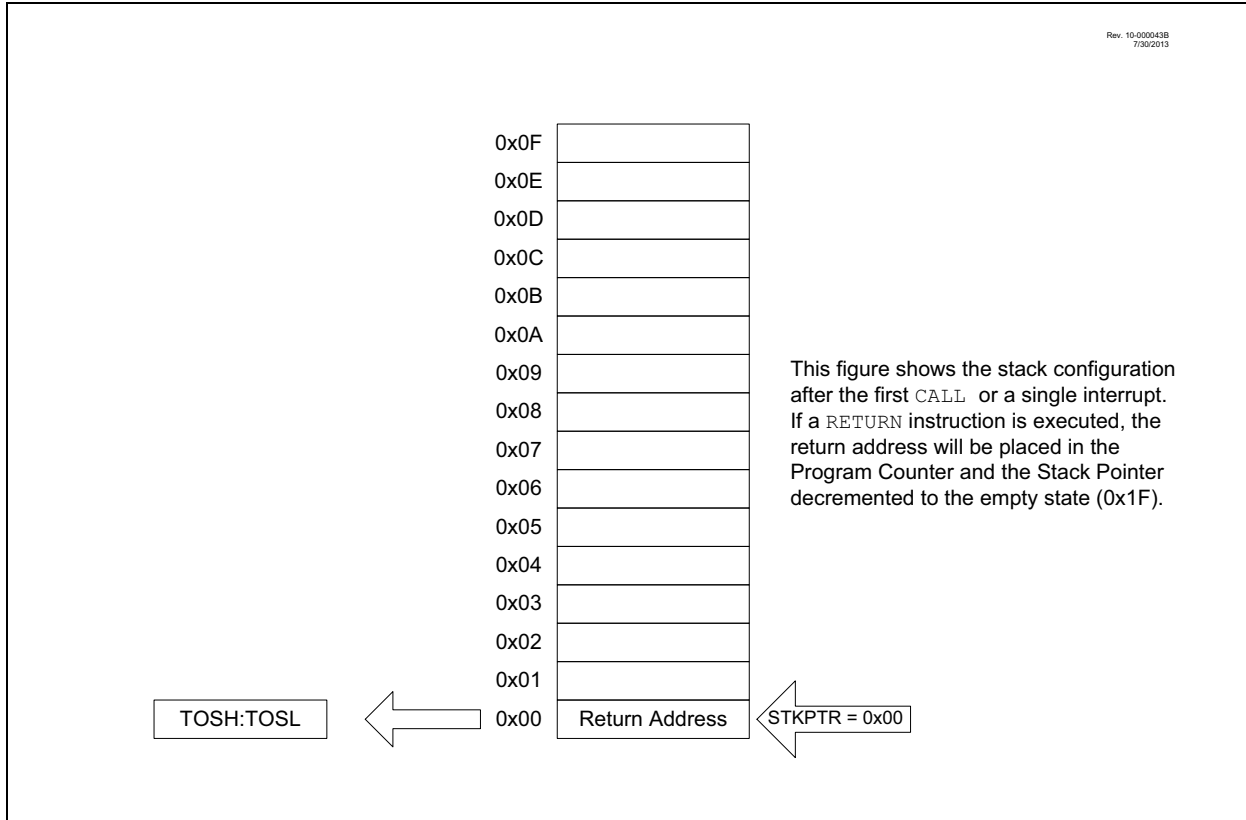 Rev. 10-000043B
7/30/2013
0x0F
0x0E
0x0D
0x0C
0x0B
0x0A
0x09
0x08
0x07
0x06
0x05
0x04
0x03
0x02
0x01
This figure shows the stack configuration
after the first CALL or a single interrupt.
If a RETURN instruction is executed, the
return address will be placed in the
Program Counter and the Stack Pointer
decremented to the empty state (0x1F).
TOSH:TOSL
0x00
Return Address
STKPTR = 0x00